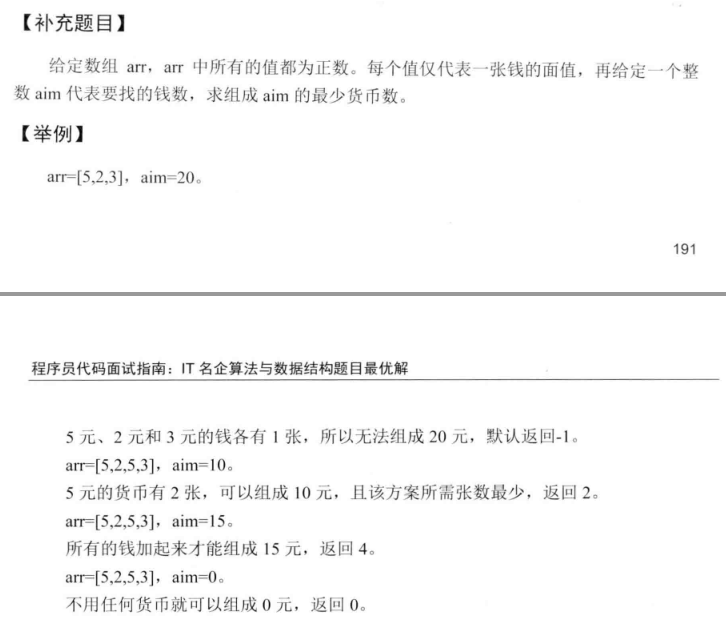 【补充题目】
给定数组 arr，arr 中所有的值都为正数。每个值仅代表一张钱的面值，再给定一个整
数 aim 代表要找的钱数，求组成 aim 的最少货币数。
【举例】
arr=[5,2,3]，aim=20。
191
程序员代码面试指南：IT 名企算法与数据结构题目最优解
5 元、2 元和 3 元的钱各有 1 张，所以无法组成 20 元，默认返回-1。
arr=[5,2,5,3]，aim=10。
5 元的货币有 2 张，可以组成 10 元，且该方案所需张数最少，返回 2。
arr=[5,2,5,3]，aim=15。
所有的钱加起来才能组成 15 元，返回 4。
arr=[5,2,5,3]，aim=0。
不用任何货币就可以组成 0 元，返回 0。